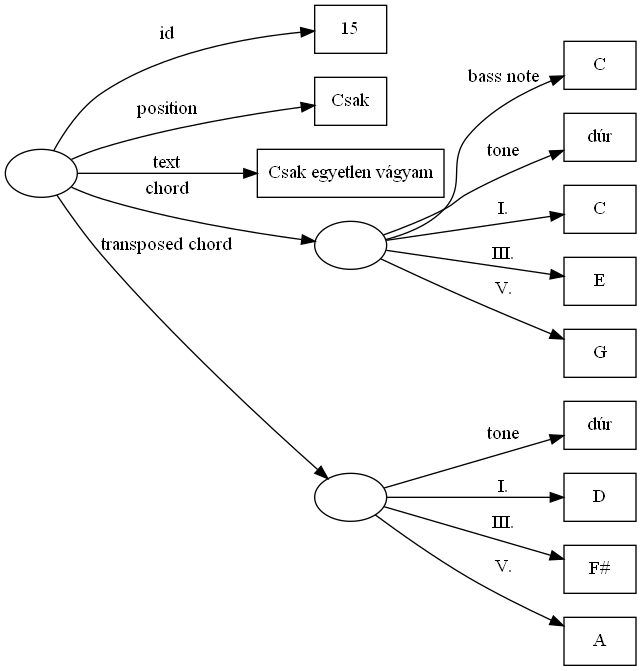 id
15
position
Csak
text
Csak egyetlen vágyam
chord
transposed chord
bass note
C
tone
dúr
I.
C
III.
E
V.
G
tone
dúr
I.
D
III.
F#
V.
A